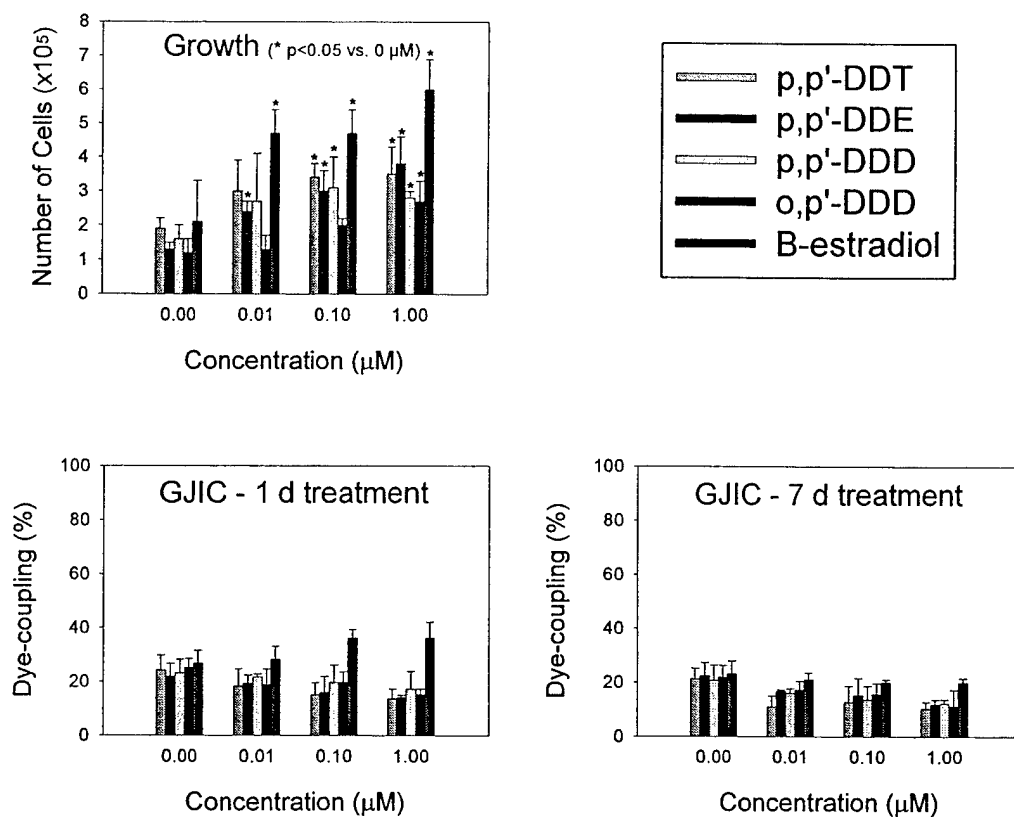 Growth (* p<0.05 vs. 0 µM)
Number of Cells (x10⁵)
8
7
6
5
4
3
2
1
0
* * * * * * * * * * *
0.00 0.01 0.10 1.00
Concentration (µM)
p,p'-DDT
p,p'-DDE
p,p'-DDD
o,p'-DDD
B-estradiol
GJIC - 1 d treatment
Dye-coupling (%)
100
80
60
40
20
0
0.00 0.01 0.10 1.00
Concentration (µM)
GJIC - 7 d treatment
Dye-coupling (%)
100
80
60
40
20
0
0.00 0.01 0.10 1.00
Concentration (µM)